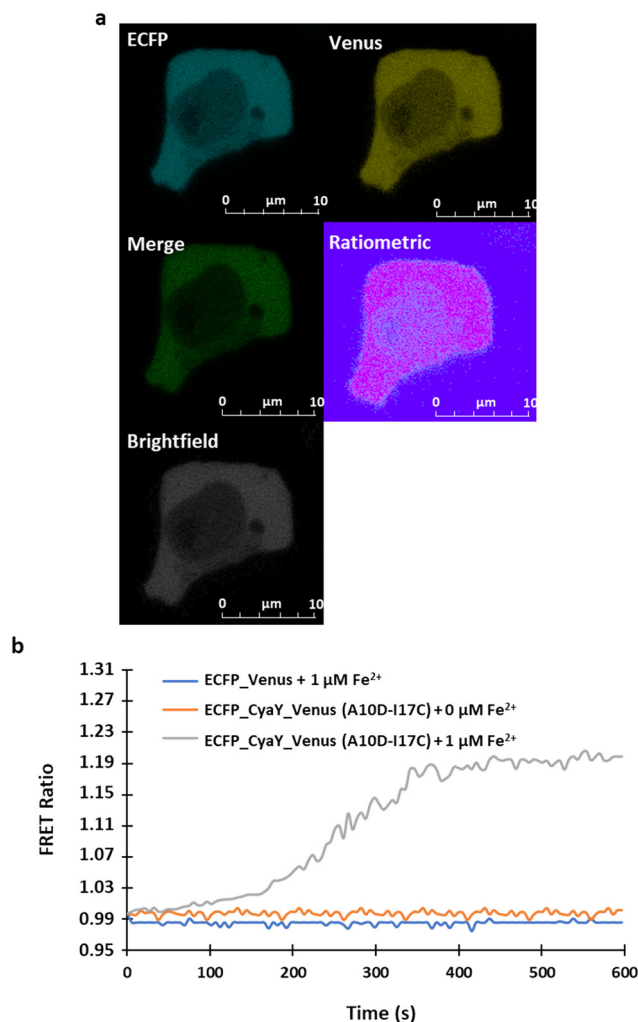 a
ECFP
Venus
0 μm 10
0 μm 10
Merge
Ratiometric
0 μm 10
0 μm 10
Brightfield
0 μm 10
b
1.31
1.27
1.23
1.19
1.15
1.11
1.07
1.03
0.99
0.95
FRET Ratio
ECFP_Venus + 1 μM Fe²⁺
ECFP_CyaY_Venus (A10D-I17C) + 0 μM Fe²⁺
ECFP_CyaY_Venus (A10D-I17C) + 1 μM Fe²⁺
0 100 200 300 400 500 600
Time (s)